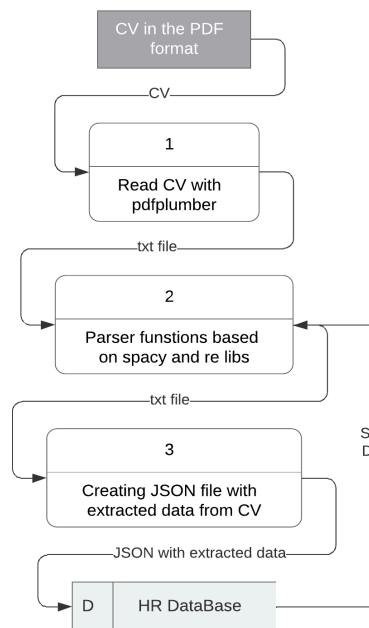 CV in the PDF
format
CV
1
Read CV with
pdfplumber
txt file
2
Parser funstions based
on spacy and re libs
txt file
3
Creating JSON file with
extracted data from CV
JSON with extracted data
D
HR DataBase